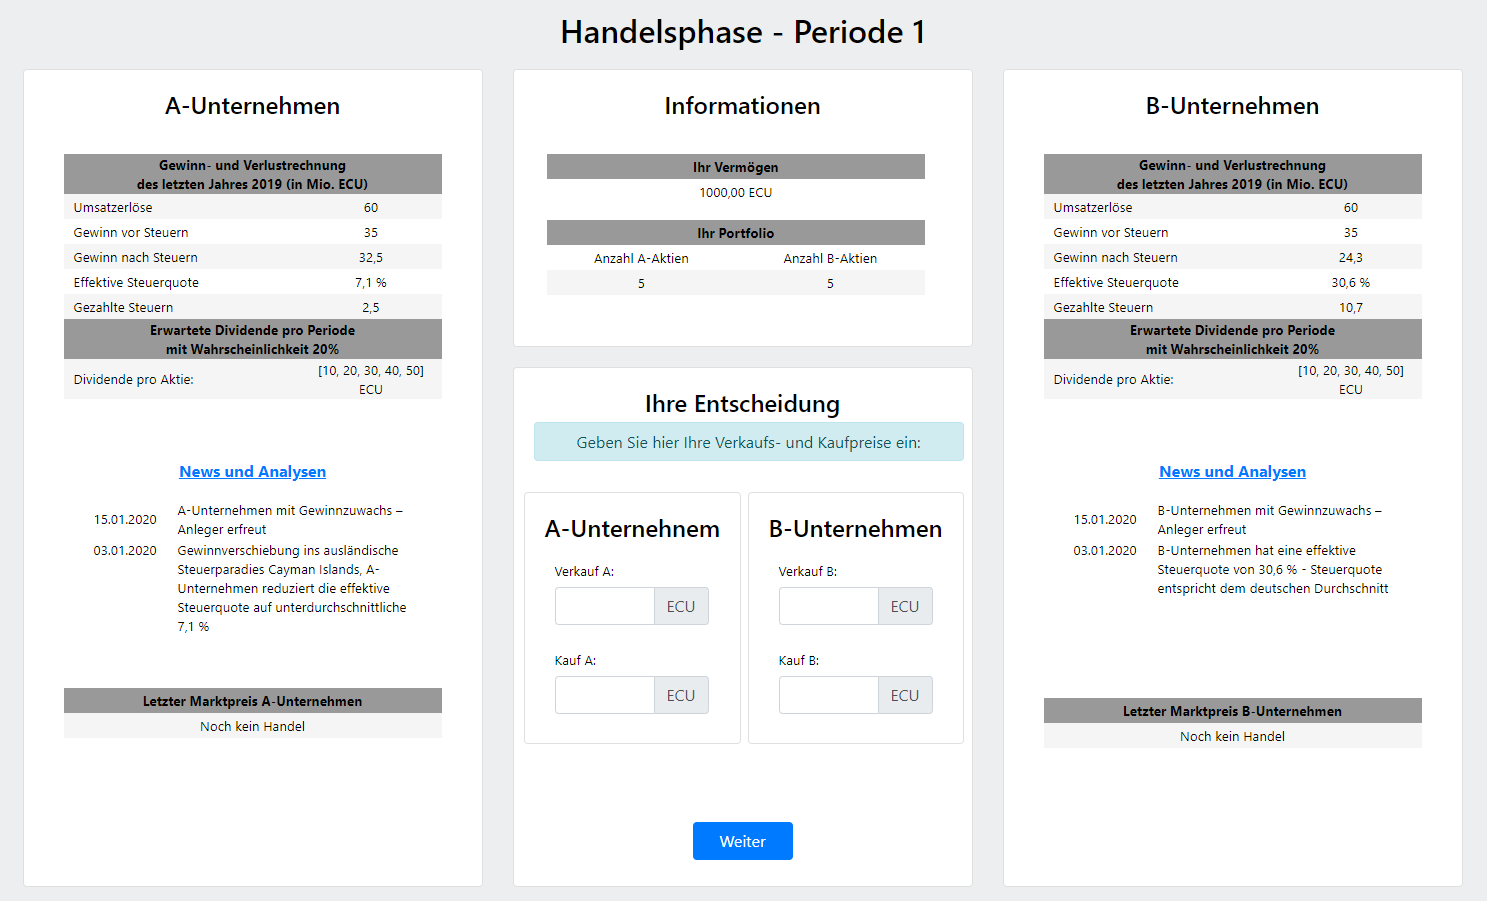 Handelsphase - Periode 1
A-Unternehmen
Gewinn- und Verlustrechnung
des letzten Jahres 2019 (in Mio. ECU)
Umsatzerlöse 60
Gewinn vor Steuern 35
Gewinn nach Steuern 32,5
Effektive Steuerquote 7,1 %
Gezahlte Steuern 2,5
Erwartete Dividende pro Periode
mit Wahrscheinlichkeit 20%
Dividende pro Aktie: [10, 20, 30, 40, 50]
ECU
News und Analysen
15.01.2020 A-Unternehmen mit Gewinnzuwachs –
Anleger erfreut
03.01.2020 Gewinnverschiebung ins ausländische
Steuerparadies Cayman Islands, A-
Unternehmen reduziert die effektive
Steuerquote auf unterdurchschnittliche
7,1 %
Letzter Marktpreis A-Unternehmen
Noch kein Handel
Informationen
Ihr Vermögen
1000,00 ECU
Ihr Portfolio
Anzahl A-Aktien Anzahl B-Aktien
5 5
Ihre Entscheidung
Geben Sie hier Ihre Verkaufs- und Kaufpreise ein:
A-Unternehnem
Verkauf A:
ECU
Kauf A:
ECU
B-Unternehmen
Verkauf B:
ECU
Kauf B:
ECU
Weiter
B-Unternehmen
Gewinn- und Verlustrechnung
des letzten Jahres 2019 (in Mio. ECU)
Umsatzerlöse 60
Gewinn vor Steuern 35
Gewinn nach Steuern 24,3
Effektive Steuerquote 30,6 %
Gezahlte Steuern 10,7
Erwartete Dividende pro Periode
mit Wahrscheinlichkeit 20%
Dividende pro Aktie: [10, 20, 30, 40, 50]
ECU
News und Analysen
15.01.2020 B-Unternehmen mit Gewinnzuwachs –
Anleger erfreut
03.01.2020 B-Unternehmen hat eine effektive
Steuerquote von 30,6 % - Steuerquote
entspricht dem deutschen Durchschnitt
Letzter Marktpreis B-Unternehmen
Noch kein Handel